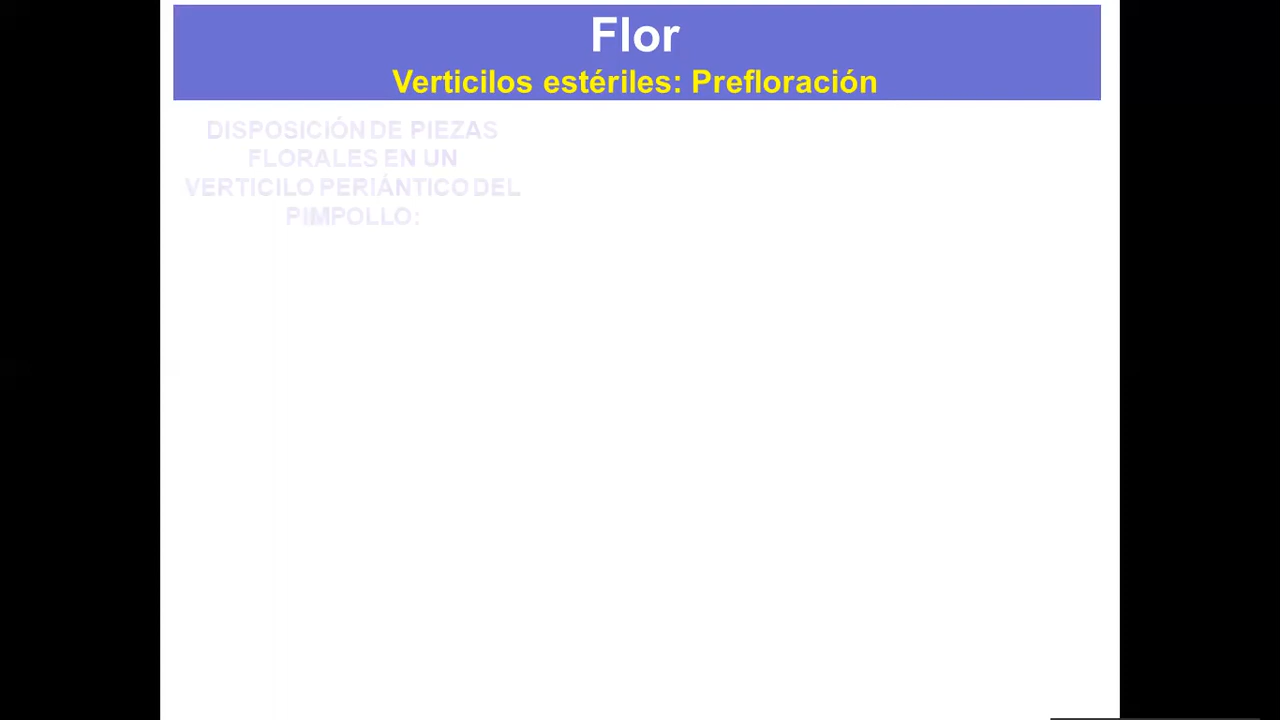 Flor
Verticilos estériles: Prefloración
DISPOSICIÓN DE PIEZAS
FLORALES EN UN
VERTICILO PERIÁNTICO DEL
PIMPOLLO: